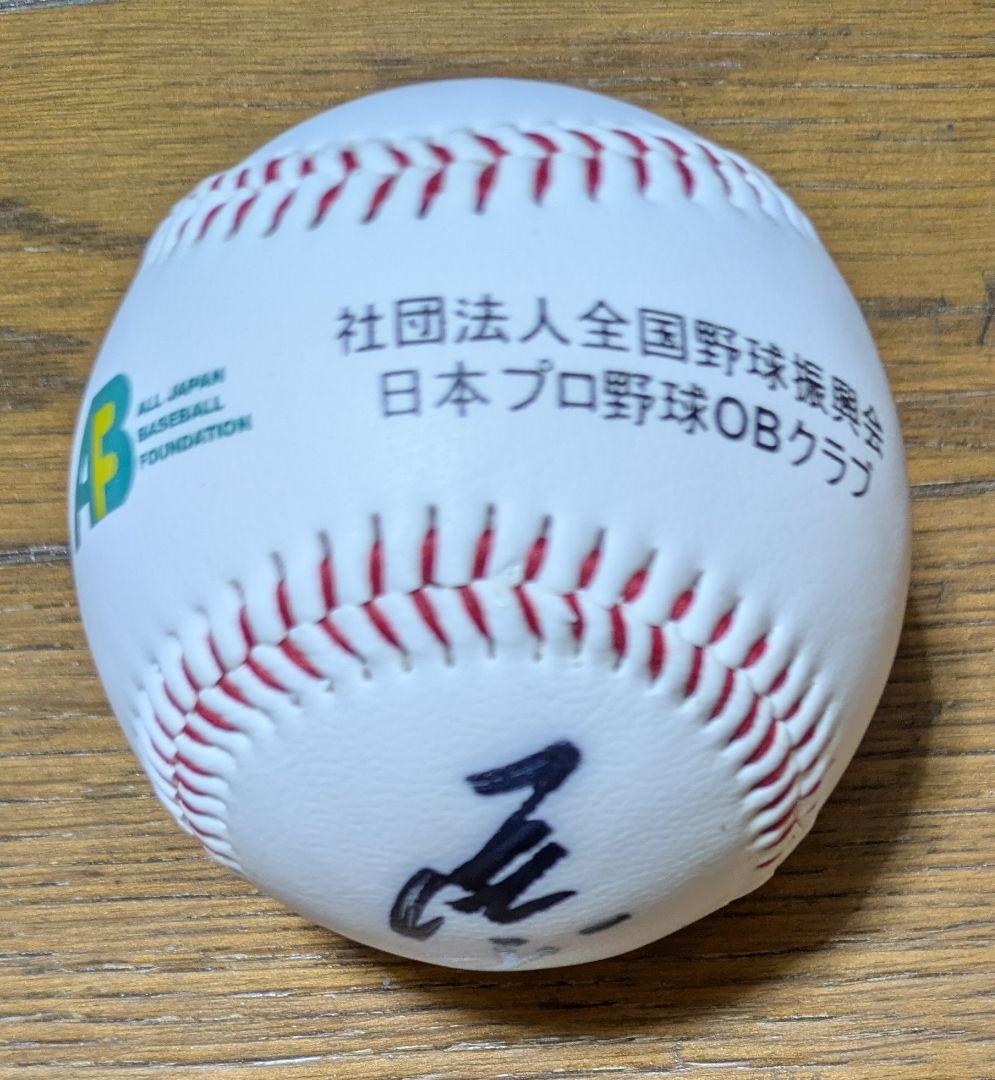 社団法人全国野球振興会
日本プロ野球OBクラブ
AB
ALL JAPAN
BASEBALL
FOUNDATION